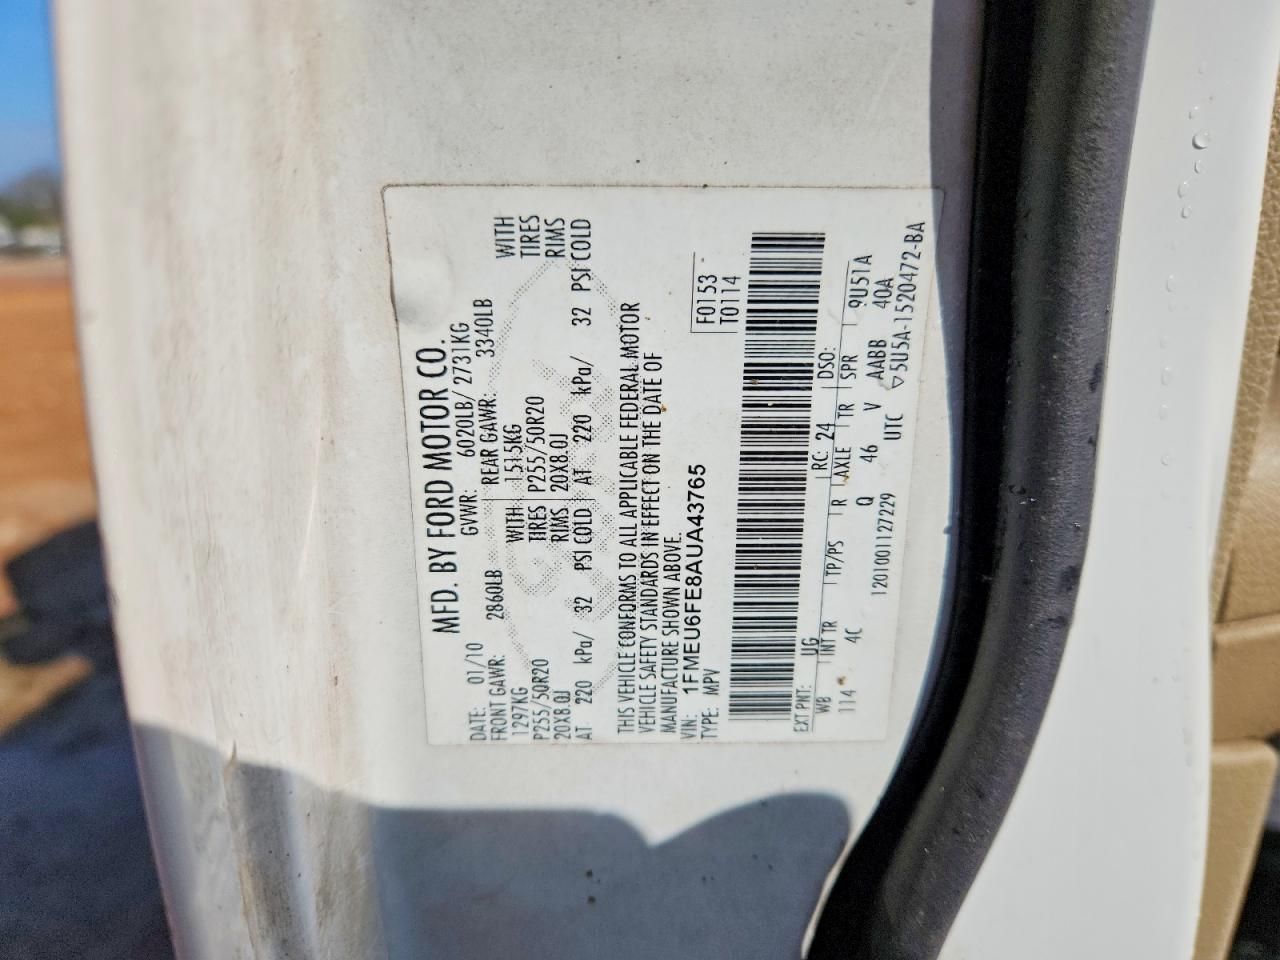 MFD. BY FORD MOTOR CO.
DATE: 01/10 GVWR: 6020LB/ 2731KG
FRONT GAWR: 2860LB REAR GAWR: 3340LB
1297KG WITH 1515KG WITH
P255/50R20 TIRES P255/50R20 TIRES
20X8.0J RIMS 20X8.0J RIMS
AT 220 kPa/ 32 PSI COLD AT 220 kPa/ 32 PSI COLD
THIS VEHICLE CONFORMS TO ALL APPLICABLE FEDERAL MOTOR
VEHICLE SAFETY STANDARDS IN EFFECT ON THE DATE OF
MANUFACTURE SHOWN ABOVE.
VIN: 1FMEU6FE8AUA43765 F0153
TYPE: MPV T0114
EXT PNT: UG RC: 24 DSO:
WB INT TR TP/PS R AXLE TR SPR 9U51A
114 4C Q 46 V AABB 40A
1201001127229 UTC ▽5U5A-1520472-BA